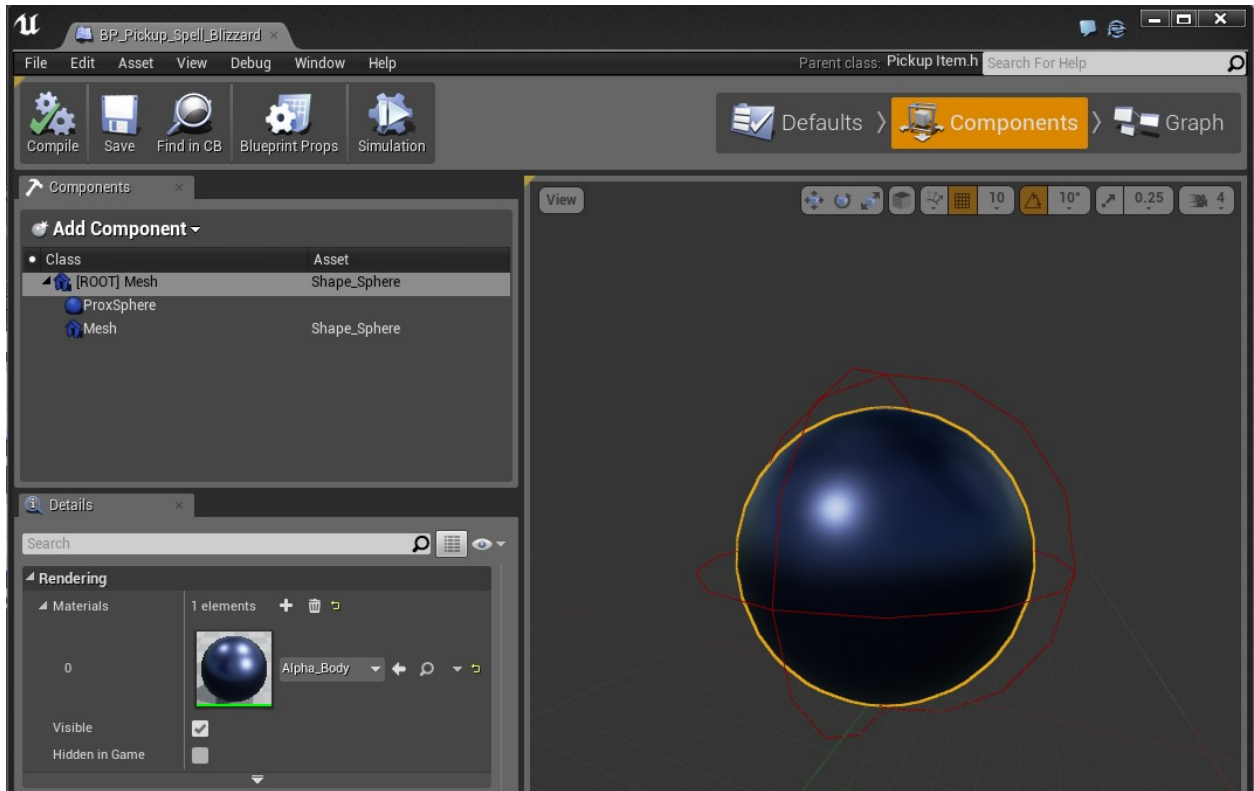 BP_Pickup_Spell_Blizzard
File Edit Asset View Debug Window Help
Parent class: Pickup Item.h Search For Help
Compile Save Find in CB Blueprint Props Simulation
Defaults Components Graph
Components
View 10 10° 0.25 4
Add Component
Class Asset
[ROOT] Mesh Shape_Sphere
ProxSphere
Mesh Shape_Sphere
Details
Search
Rendering
Materials 1 elements
0 Alpha_Body
Visible
Hidden in Game